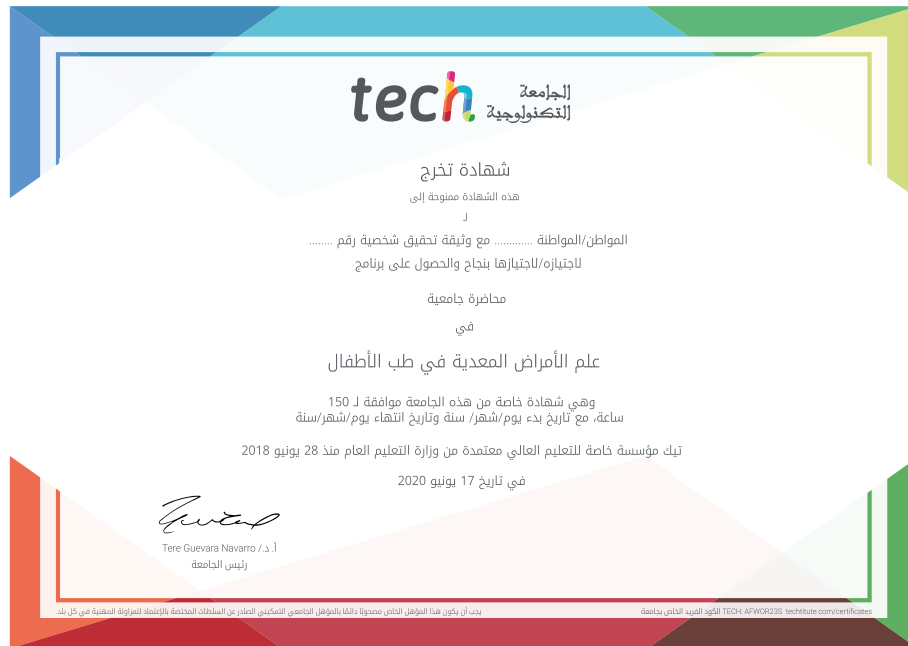 tech الجامعة
التكنولوجية
شهادة تخرج
هذه الشهادة ممنوحة إلى
لـ
المواطن/المواطنة ............. مع وثيقة تحقيق شخصية رقم ........
لاجتيازه/لاجتيازها بنجاح والحصول على برنامج
محاضرة جامعية
في
علم الأمراض المعدية في طب الأطفال
وهي شهادة خاصة من هذه الجامعة موافقة لـ 150
ساعة، مع تاريخ بدء يوم/شهر/ سنة وتاريخ انتهاء يوم/شهر/سنة
تيك مؤسسة خاصة للتعليم العالي معتمدة من وزارة التعليم العام منذ 28 يونيو 2018
في تاريخ 17 يونيو 2020
أ.د./ Tere Guevara Navarro
رئيس الجامعة
يجب أن يكون هذا المؤهل الخاص مصحوبًا دائمًا بالمؤهل الجامعي التمكيني الصادر عن السلطات المختصة بالإعتماد للمزاولة المهنية في كل بلد.
الكود الفريد الخاص بجامعة TECH: AFWOR23S techtitute.com/certificates